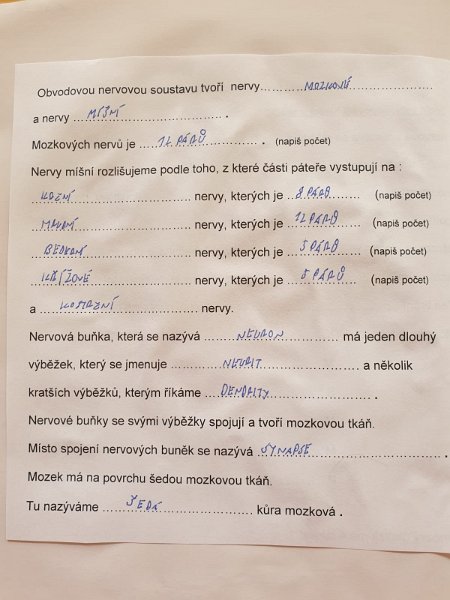 Obvodovou nervovou soustavu tvoří nervy......MOZKOVÉ......
a nervy ...MÍŠNÍ...... .
Mozkových nervů je ...12 PÁRŮ... . (napiš počet)
Nervy míšní rozlišujeme podle toho, z které části páteře vystupují na :
...... nervy, kterých je ...8 PÁRŮ... (napiš počet)
...... nervy, kterých je ...12 PÁRŮ... (napiš počet)
...BEDERNÍ... nervy, kterých je ...5 PÁRŮ... (napiš počet)
...KŘÍŽOVÉ... nervy, kterých je ...5 PÁRŮ... (napiš počet)
a ...... nervy.
Nervová buňka, která se nazývá ...NEURON... má jeden dlouhý
výběžek, který se jmenuje ...NEURIT... a několik
kratších výběžků, kterým říkáme ...DENDRITY... .
Nervové buňky se svými výběžky spojují a tvoří mozkovou tkáň.
Místo spojení nervových buněk se nazývá ...SYNAPSE... .
Mozek má na povrchu šedou mozkovou tkáň.
Tu nazýváme ...ŠEDÁ... kůra mozková .